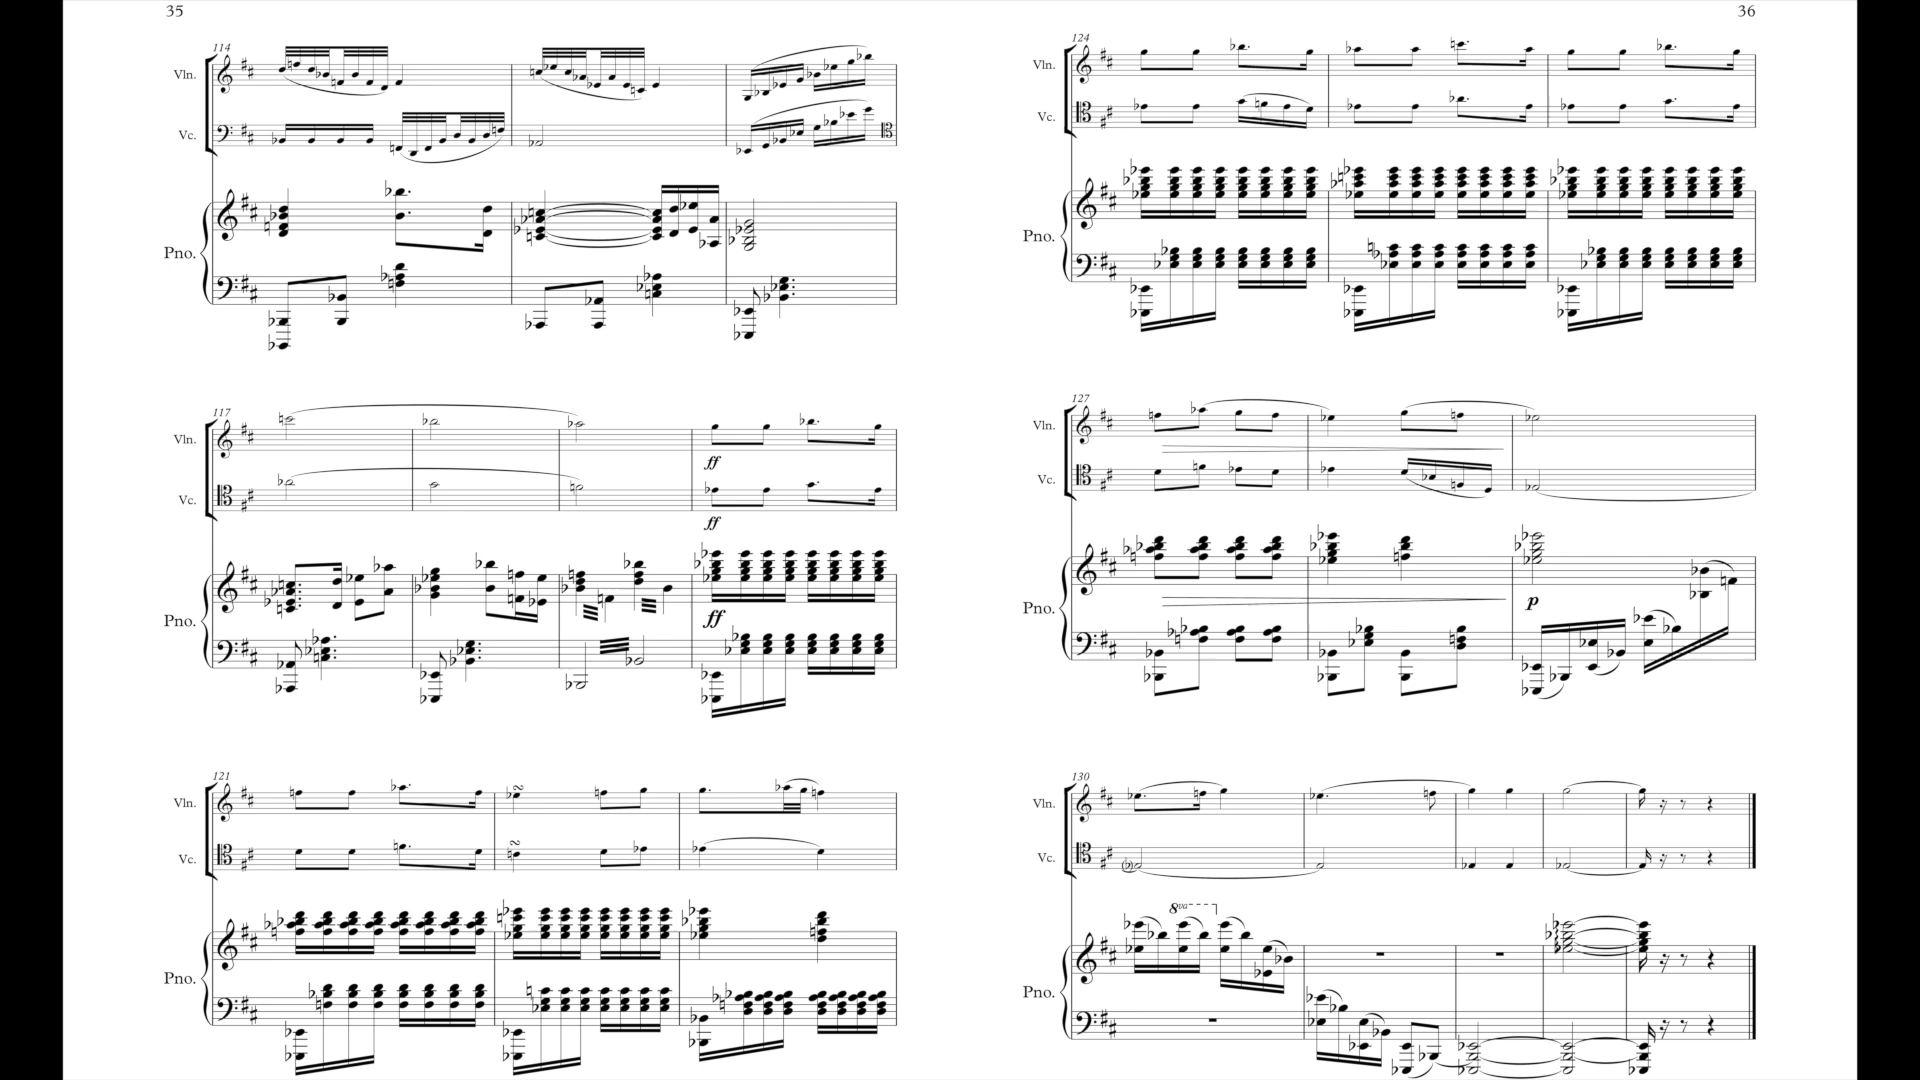 35
114
Vln.
Vc.
Pno.
117
Vln.
ff
Vc.
ff
Pno.
ff
121
Vln.
Vc.
Pno.
36
124
Vln.
Vc.
Pno.
127
Vln.
Vc.
Pno.
p
130
Vln.
Vc.
8va
Pno.